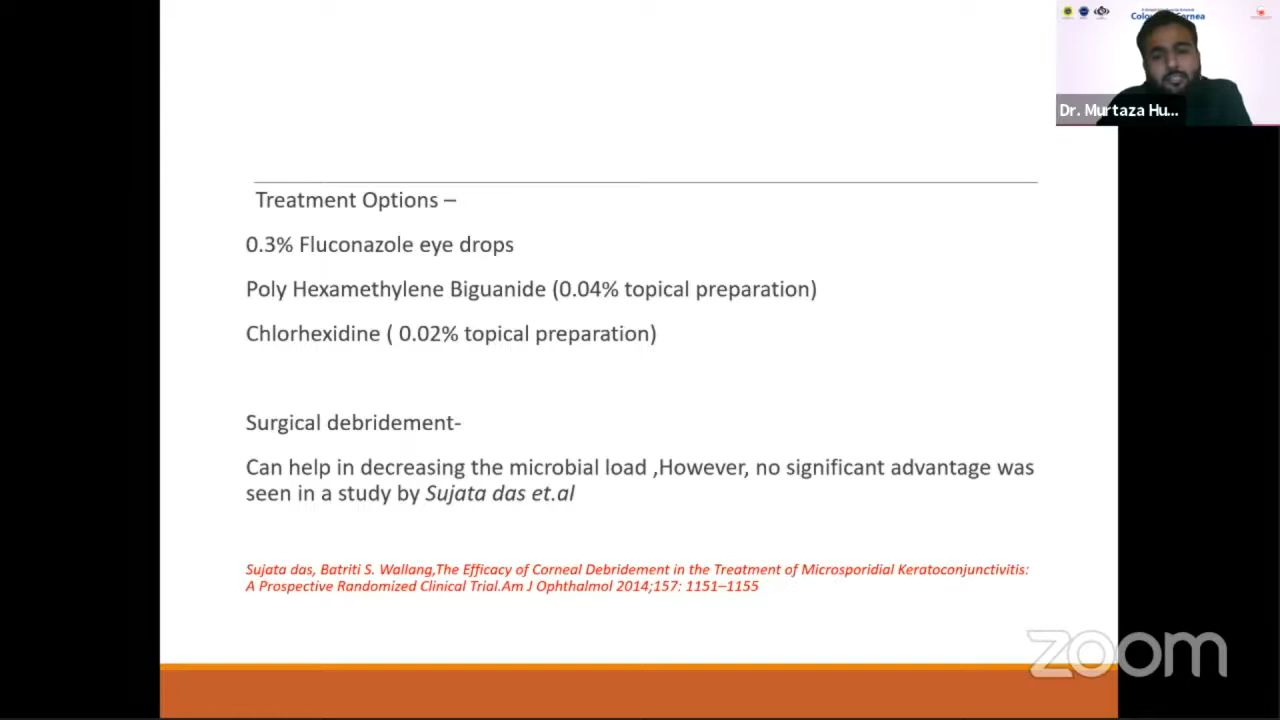 Treatment Options –
0.3% Fluconazole eye drops
Poly Hexamethylene Biguanide (0.04% topical preparation)
Chlorhexidine ( 0.02% topical preparation)
Surgical debridement-
Can help in decreasing the microbial load ,However, no significant advantage was
seen in a study by Sujata das et.al
Sujata das, Batriti S. Wallang,The Efficacy of Corneal Debridement in the Treatment of Microsporidial Keratoconjunctivitis:
A Prospective Randomized Clinical Trial.Am J Ophthalmol 2014;157: 1151–1155
Dr. Murtaza Hu...
zoom